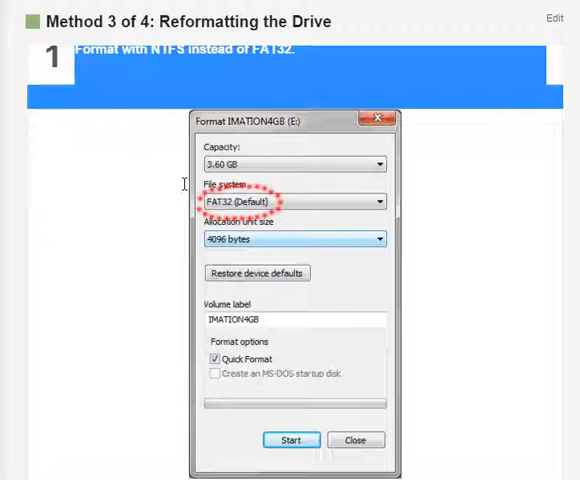 Method 3 of 4: Reformatting the Drive
Edit
1
Format with NTFS instead of FAT32.
Format IMATION4GB (E:)
Capacity:
3.60 GB
File system
FAT32 (Default)
Allocation unit size
4096 bytes
Restore device defaults
Volume label
IMATION4GB
Format options
Quick Format
Create an MS-DOS startup disk
Start
Close